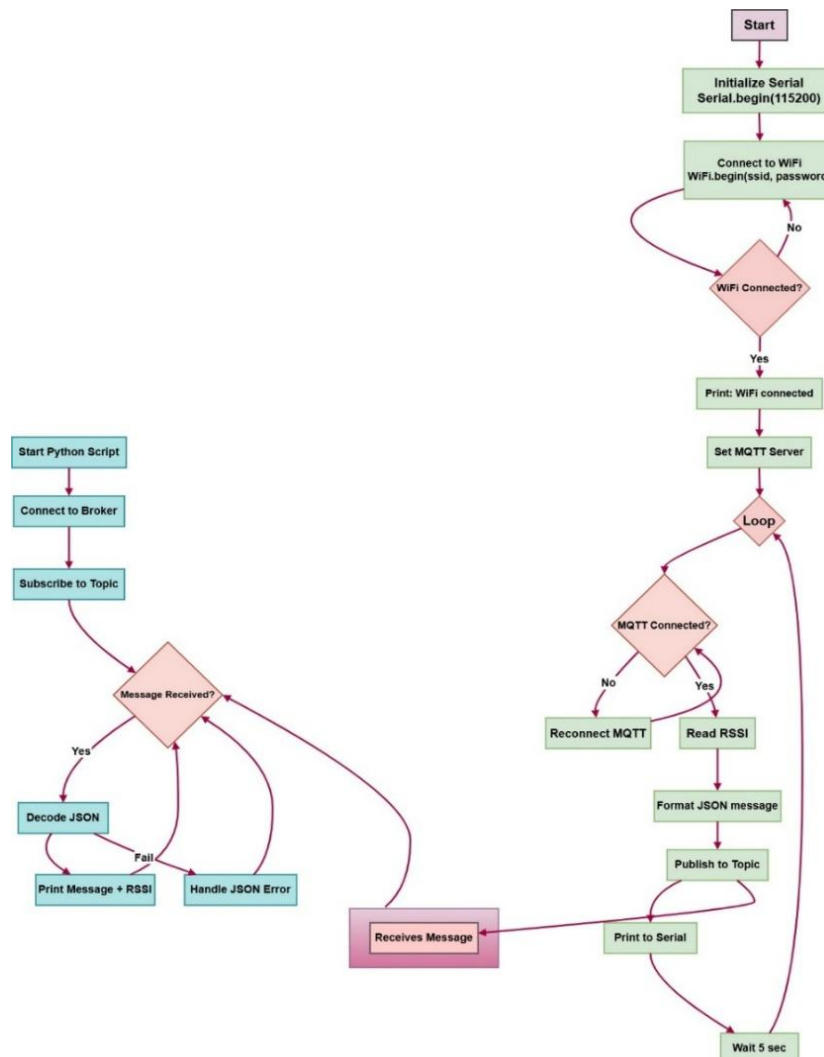 Start
Initialize Serial
Serial.begin(115200)
Connect to WiFi
WiFi.begin(ssid, password
No
WiFi Connected?
Yes
Print: WiFi connected
Set MQTT Server
Loop
MQTT Connected?
No
Yes
Reconnect MQTT
Read RSSI
Format JSON message
Publish to Topic
Print to Serial
Wait 5 sec
Receives Message
Start Python Script
Connect to Broker
Subscribe to Topic
Message Received?
Yes
Decode JSON
Fail
Print Message + RSSI
Handle JSON Error